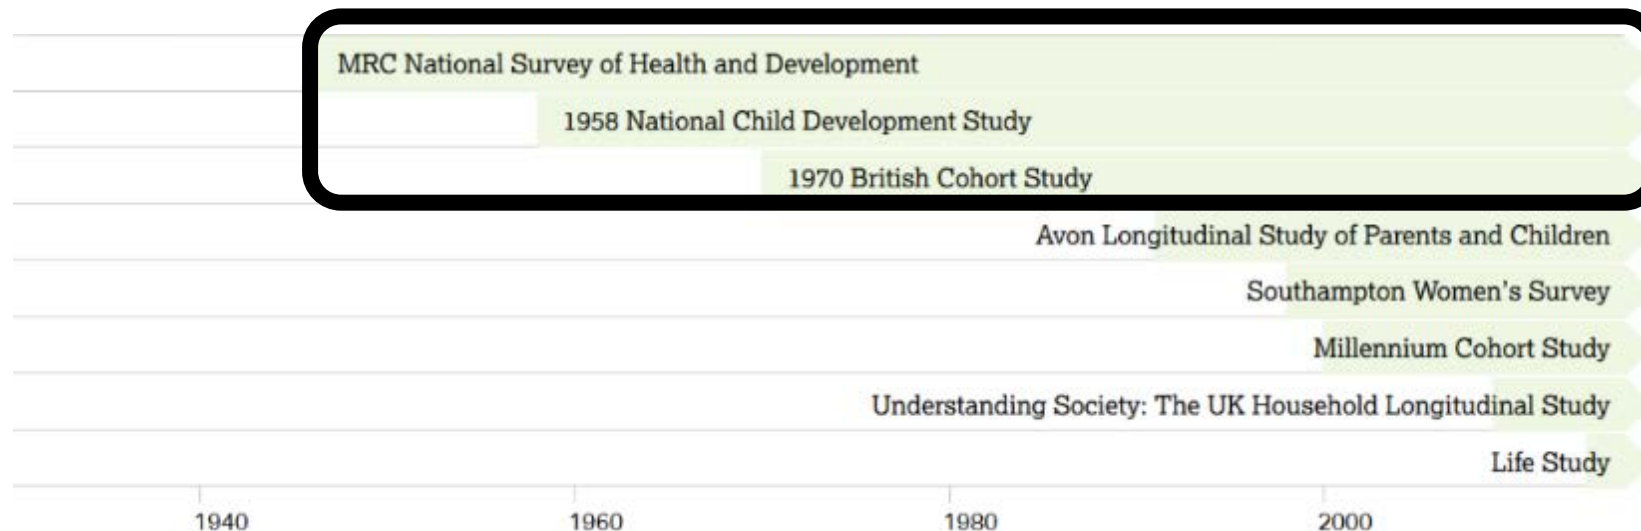 MRC National Survey of Health and Development
1958 National Child Development Study
1970 British Cohort Study
Avon Longitudinal Study of Parents and Children
Southampton Women's Survey
Millennium Cohort Study
Understanding Society: The UK Household Longitudinal Study
Life Study
1940 1960 1980 2000